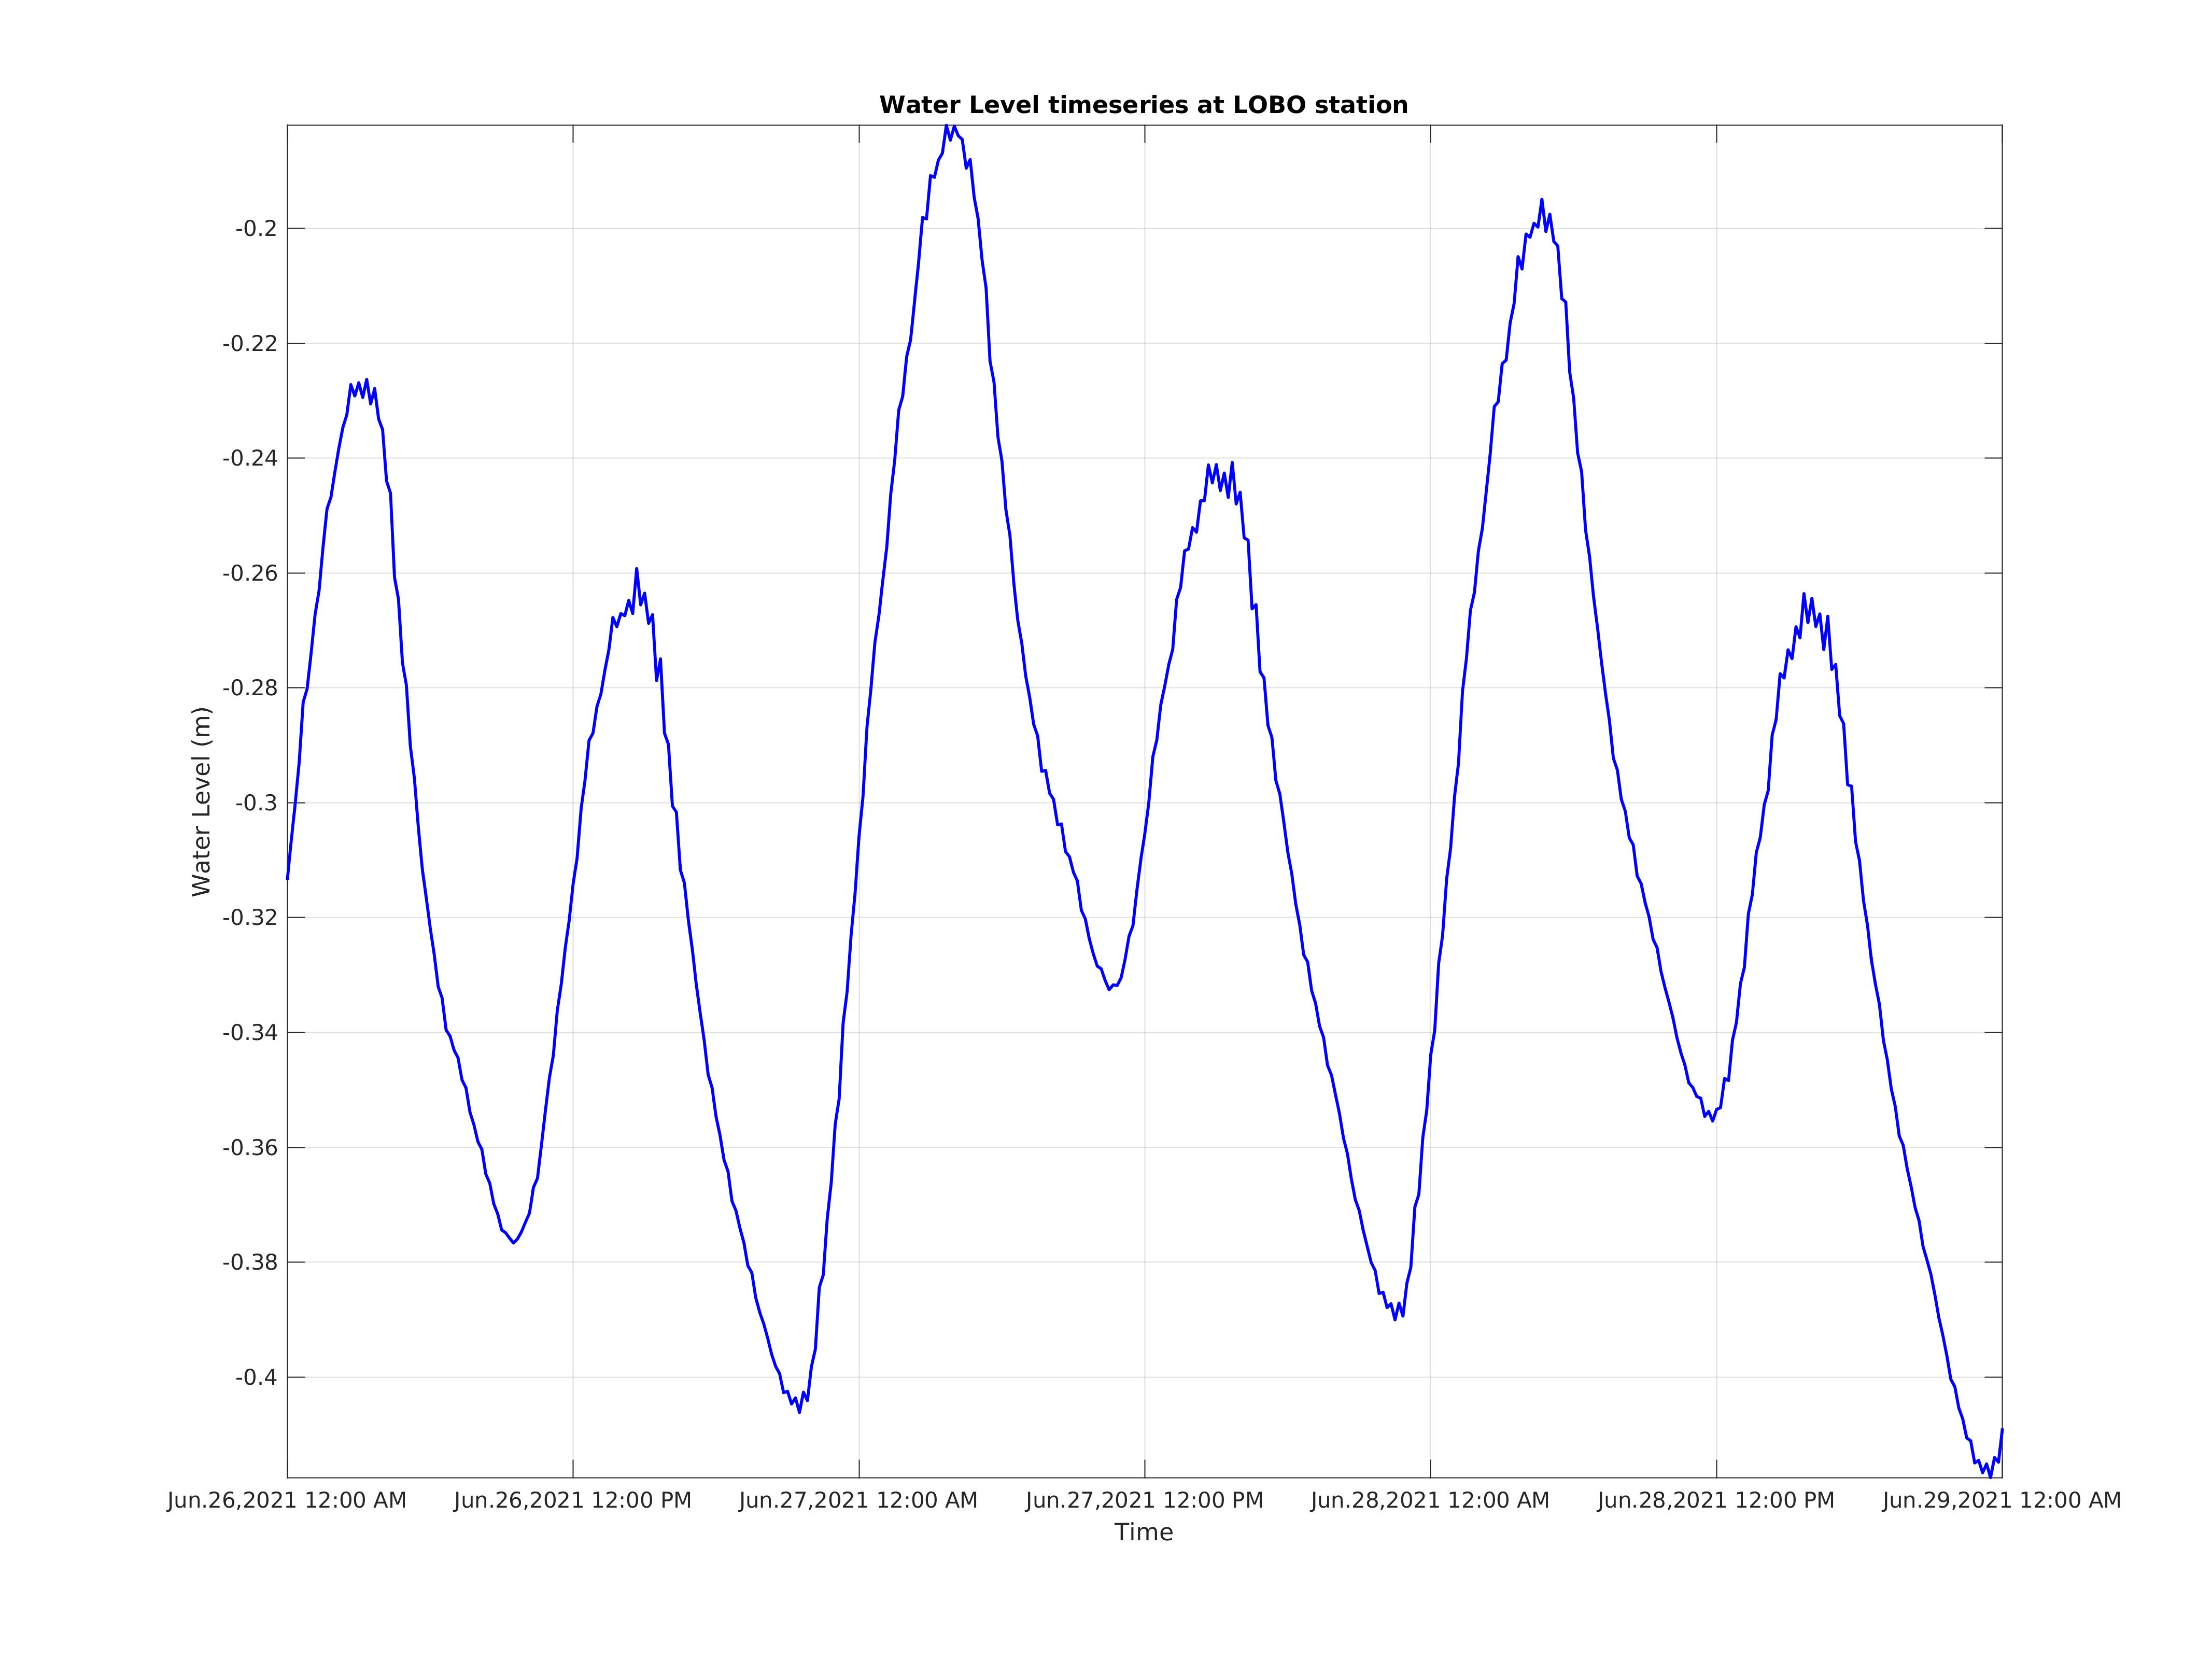 Water Level timeseries at LOBO station
-0.2
-0.22
-0.24
-0.26
-0.28
-0.3
-0.32
-0.34
-0.36
-0.38
-0.4
Water Level (m)
Jun.26,2021 12:00 AM
Jun.26,2021 12:00 PM
Jun.27,2021 12:00 AM
Jun.27,2021 12:00 PM
Jun.28,2021 12:00 AM
Jun.28,2021 12:00 PM
Jun.29,2021 12:00 AM
Time